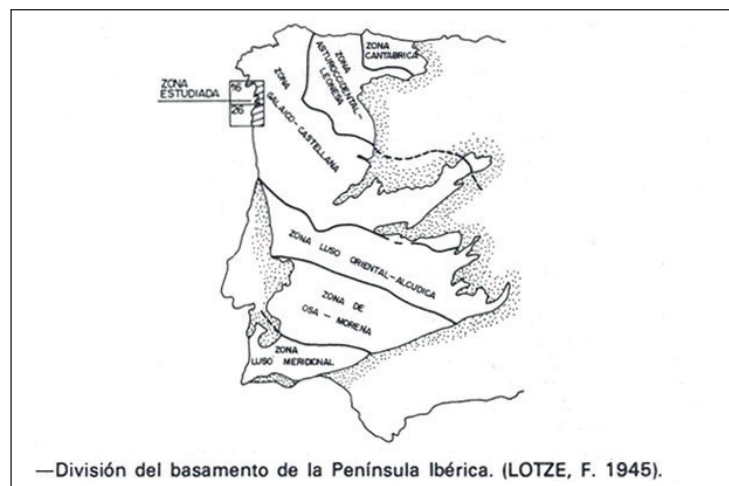 ZONA
CANTABRICA
ZONA
ASTUROCCIDENTAL-
LEONESA
ZONA
ESTUDIADA
16
26
ZONA
GALAICO-CASTELLANA
ZONA LUSO ORIENTAL-ALCUDICA
ZONA DE
OSA - MORENA
ZONA
LUSO MERIDIONAL
—División del basamento de la Península Ibérica. (LOTZE, F. 1945).